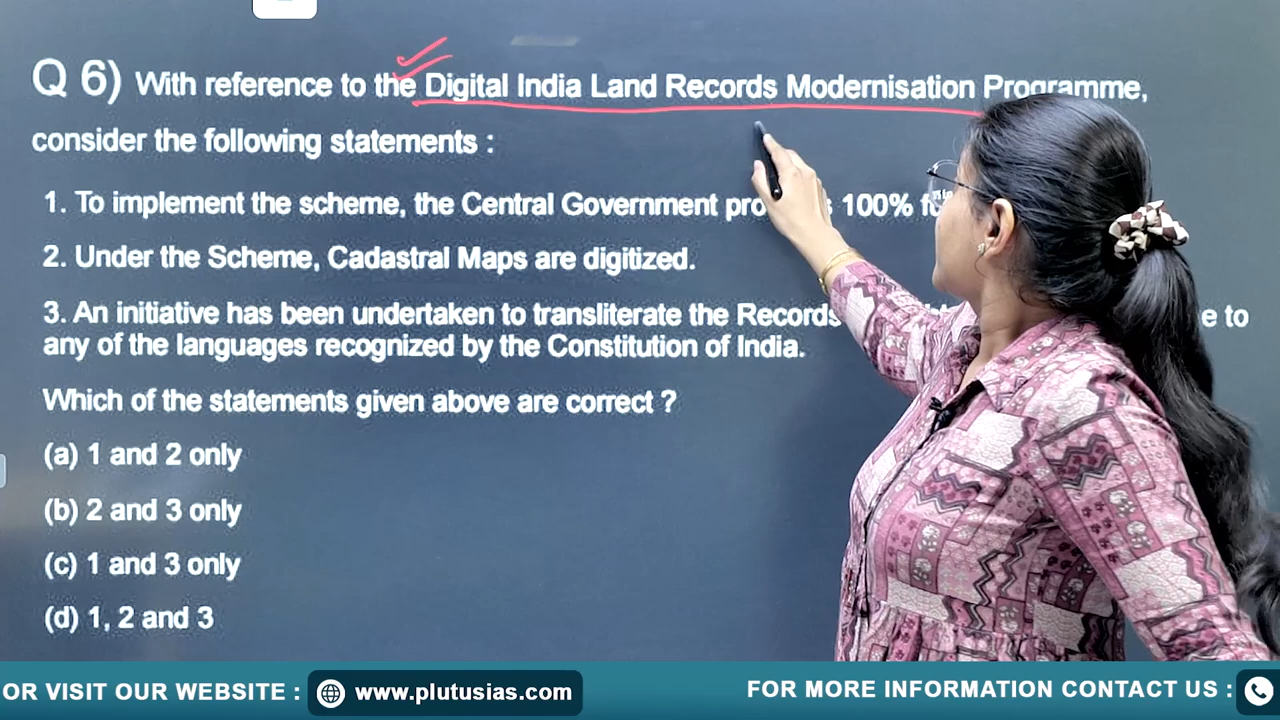 Q 6) With reference to the Digital India Land Records Modernisation Programme,
consider the following statements :
1. To implement the scheme, the Central Government 100%
2. Under the Scheme, Cadastral Maps are digitized.
3. An initiative has been undertaken to transliterate the Records to
any of the languages recognized by the Constitution of India.
Which of the statements given above are correct ?
(a) 1 and 2 only
(b) 2 and 3 only
(c) 1 and 3 only
(d) 1, 2 and 3
OR VISIT OUR WEBSITE : www.plutusias.com FOR MORE INFORMATION CONTACT US :